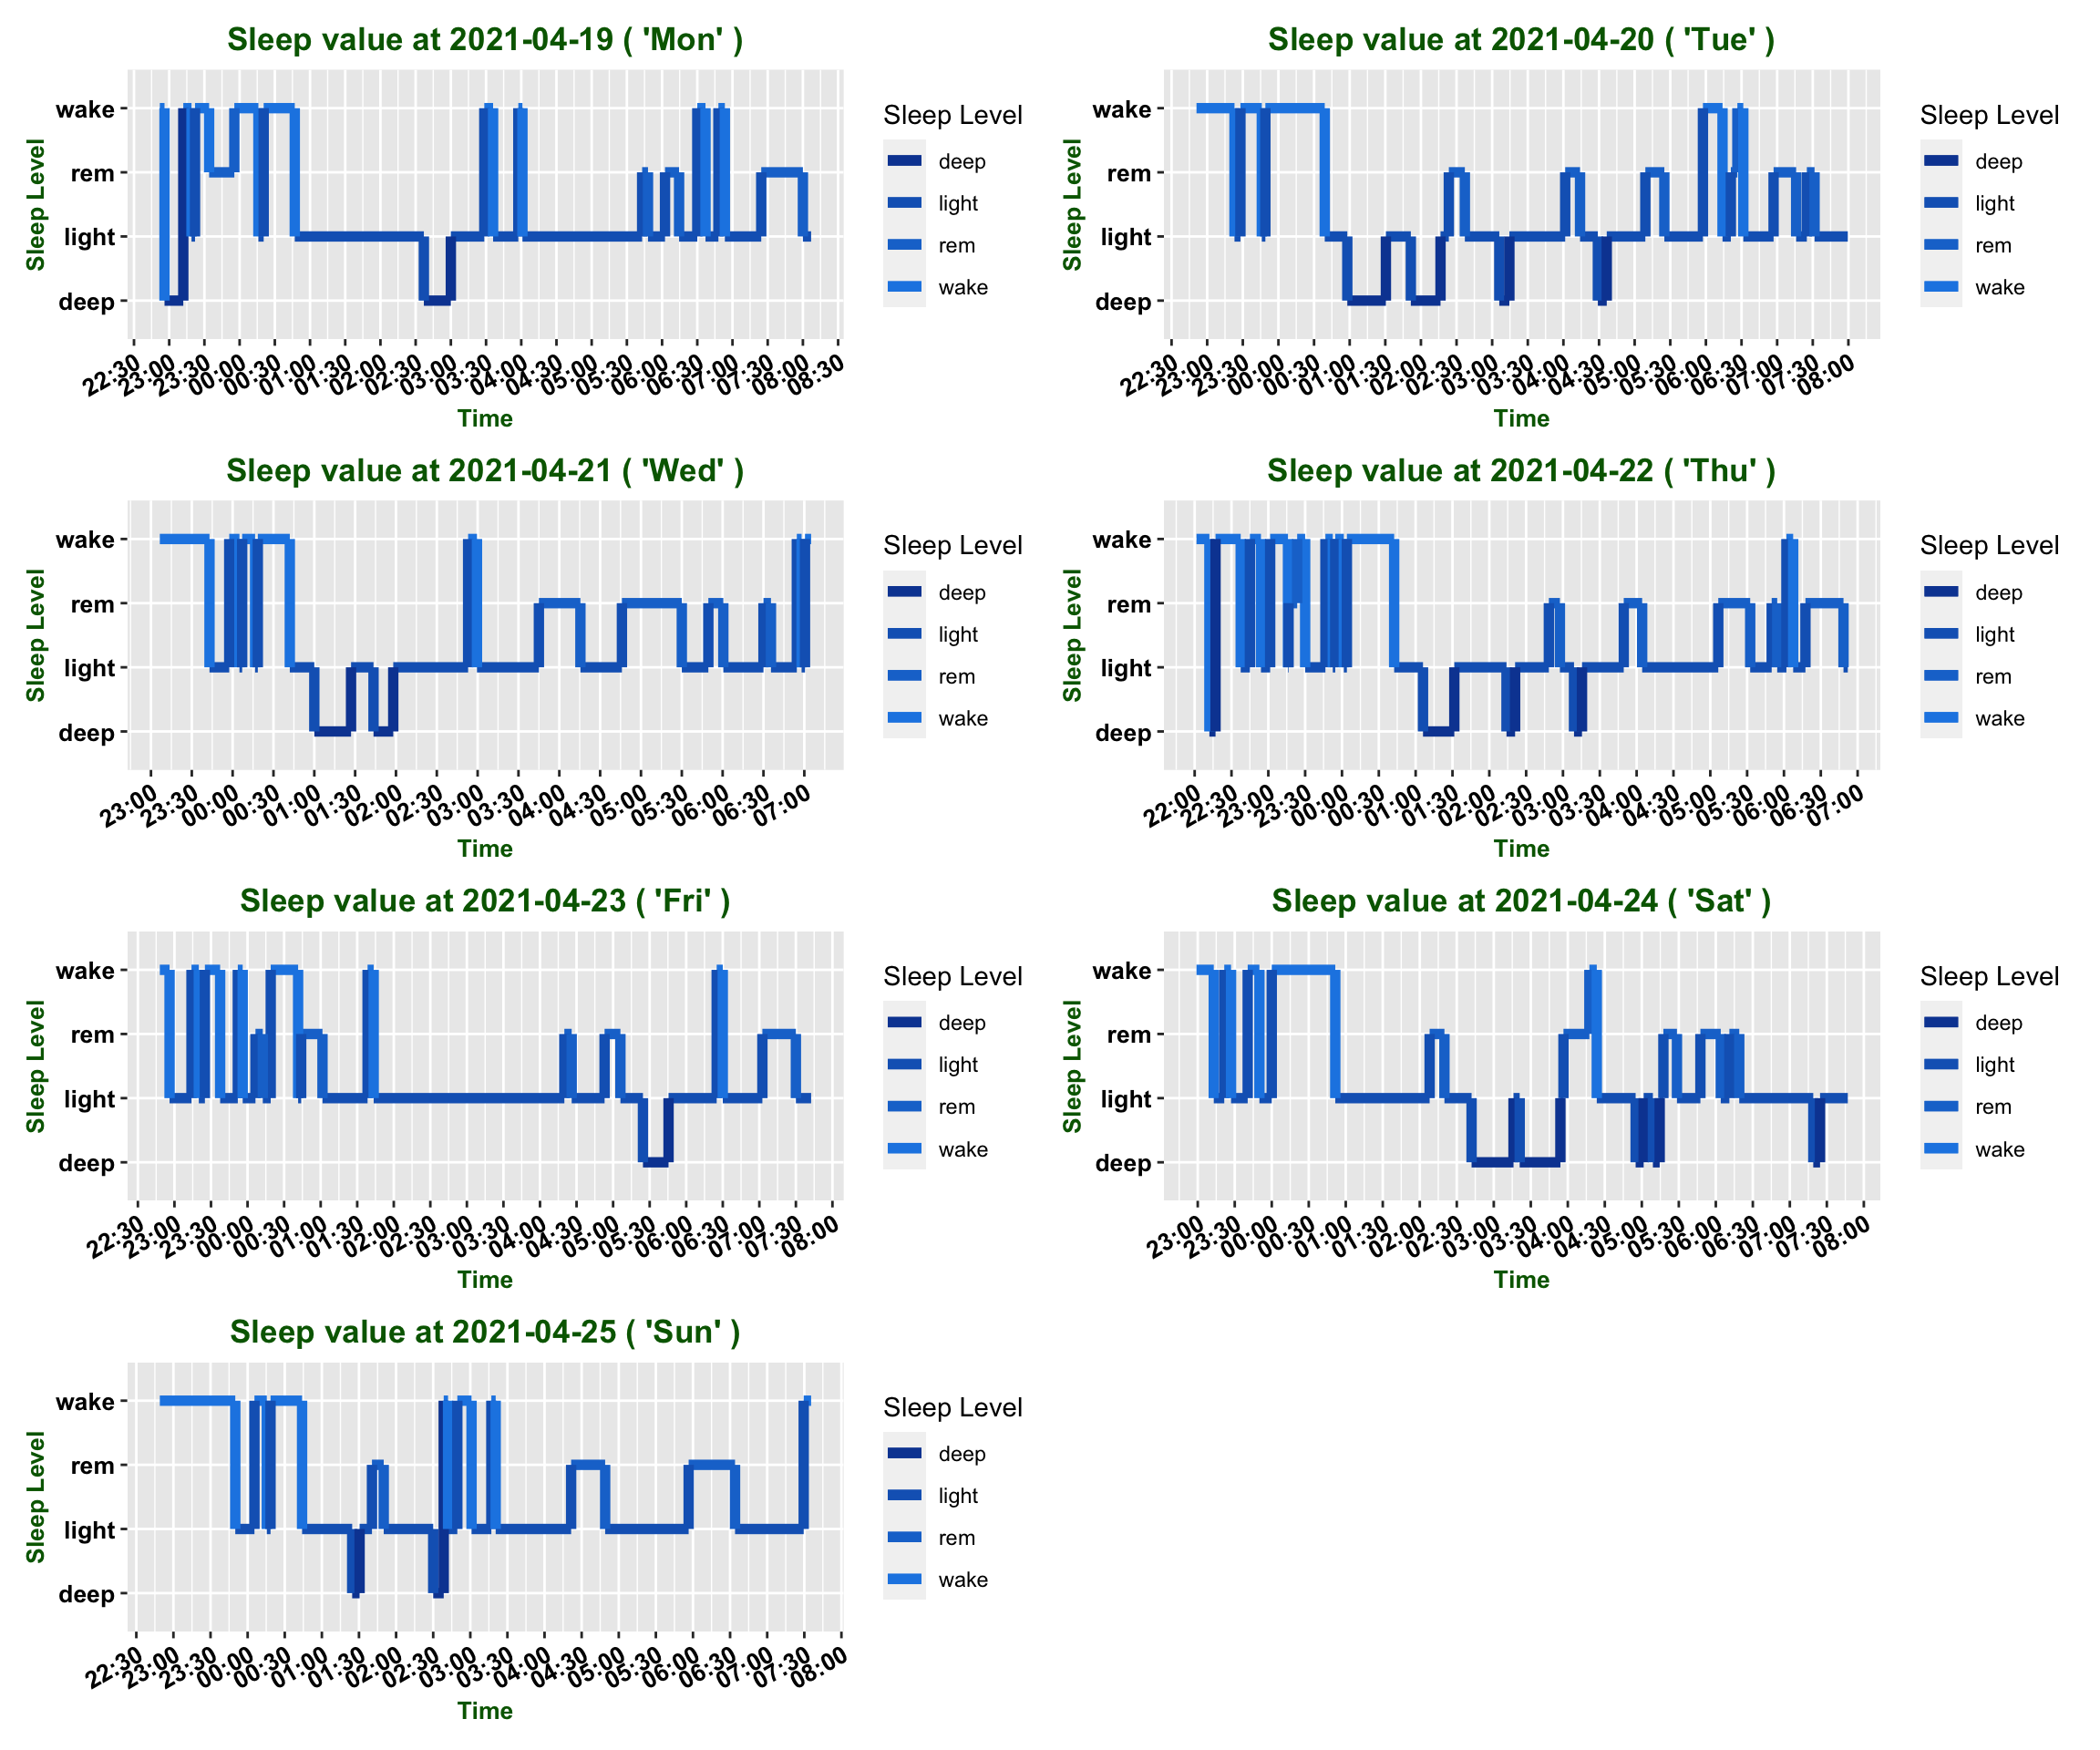 Sleep value at 2021-04-19 ( 'Mon' )
Sleep Level
wake
rem
light
deep
22:30 23:00 23:30 00:00 00:30 01:00 01:30 02:00 02:30 03:00 03:30 04:00 04:30 05:00 05:30 06:00 06:30 07:00 07:30 08:00 08:30
Time
Sleep Level
deep
light
rem
wake
Sleep value at 2021-04-20 ( 'Tue' )
Sleep Level
wake
rem
light
deep
22:30 23:00 23:30 00:00 00:30 01:00 01:30 02:00 02:30 03:00 03:30 04:00 04:30 05:00 05:30 06:00 06:30 07:00 07:30 08:00
Time
Sleep Level
deep
light
rem
wake
Sleep value at 2021-04-21 ( 'Wed' )
Sleep Level
wake
rem
light
deep
23:00 23:30 00:00 00:30 01:00 01:30 02:00 02:30 03:00 03:30 04:00 04:30 05:00 05:30 06:00 06:30 07:00
Time
Sleep Level
deep
light
rem
wake
Sleep value at 2021-04-22 ( 'Thu' )
Sleep Level
wake
rem
light
deep
22:00 22:30 23:00 23:30 00:00 00:30 01:00 01:30 02:00 02:30 03:00 03:30 04:00 04:30 05:00 05:30 06:00 06:30 07:00
Time
Sleep Level
deep
light
rem
wake
Sleep value at 2021-04-23 ( 'Fri' )
Sleep Level
wake
rem
light
deep
22:30 23:00 23:30 00:00 00:30 01:00 01:30 02:00 02:30 03:00 03:30 04:00 04:30 05:00 05:30 06:00 06:30 07:00 07:30 08:00
Time
Sleep Level
deep
light
rem
wake
Sleep value at 2021-04-24 ( 'Sat' )
Sleep Level
wake
rem
light
deep
23:00 23:30 00:00 00:30 01:00 01:30 02:00 02:30 03:00 03:30 04:00 04:30 05:00 05:30 06:00 06:30 07:00 07:30 08:00
Time
Sleep Level
deep
light
rem
wake
Sleep value at 2021-04-25 ( 'Sun' )
Sleep Level
wake
rem
light
deep
22:30 23:00 23:30 00:00 00:30 01:00 01:30 02:00 02:30 03:00 03:30 04:00 04:30 05:00 05:30 06:00 06:30 07:00 07:30 08:00
Time
Sleep Level
deep
light
rem
wake